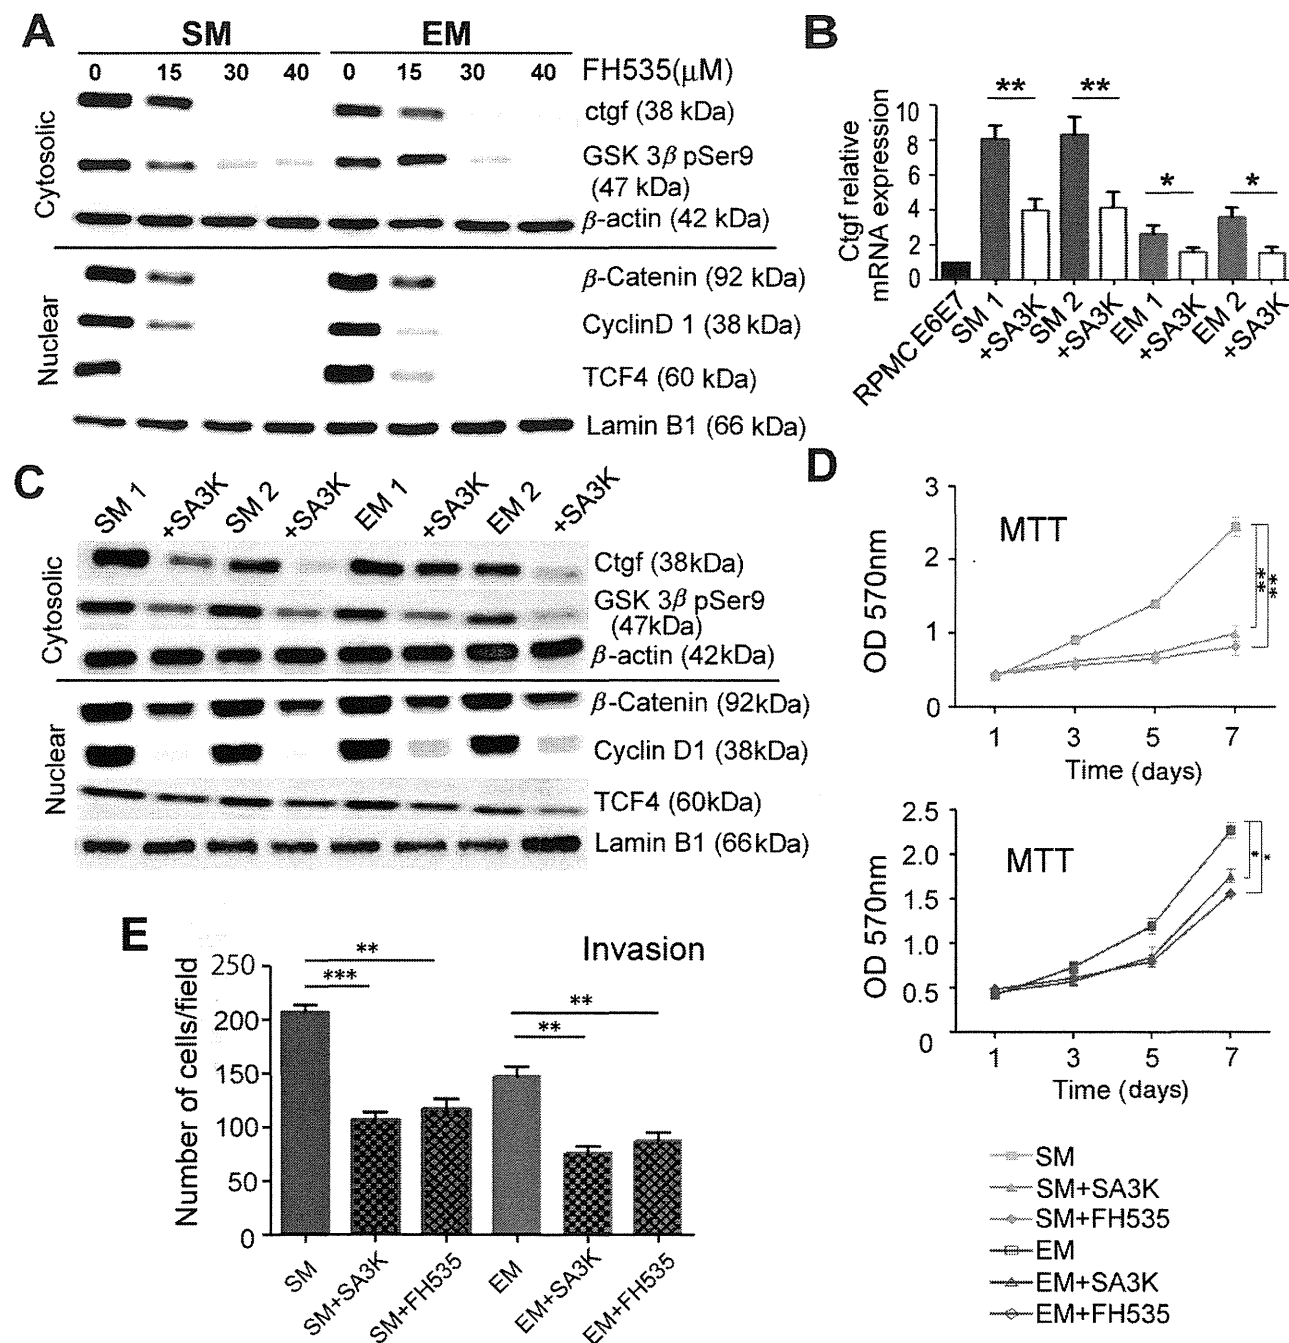 A
SM EM
0 15 30 40 0 15 30 40 FH535(μM)
Cytosolic
ctgf (38 kDa)
GSK 3β pSer9
(47 kDa)
β-actin (42 kDa)
Nuclear
β-Catenin (92 kDa)
CyclinD 1 (38 kDa)
TCF4 (60 kDa)
Lamin B1 (66 kDa)
B
Ctgf relative
mRNA expression
10
8
6
4
2
0
** ** * *
RPMC E6E7
SM 1
+SA3K
SM 2
+SA3K
EM 1
+SA3K
EM 2
+SA3K
C
SM 1 +SA3K SM 2 +SA3K EM 1 +SA3K EM 2 +SA3K
Cytosolic
Ctgf (38kDa)
GSK 3β pSer9
(47kDa)
β-actin (42kDa)
Nuclear
β-Catenin (92kDa)
Cyclin D1 (38kDa)
TCF4 (60kDa)
Lamin B1 (66kDa)
D
MTT
OD 570nm
3
2
1
0
**
**
1 3 5 7
Time (days)
MTT
OD 570nm
2.5
2.0
1.5
1.0
0.5
0
*
*
1 3 5 7
Time (days)
SM
SM+SA3K
SM+FH535
EM
EM+SA3K
EM+FH535
E
Invasion
Number of cells/field
250
200
150
100
50
0
**
***
**
**
SM
SM+SA3K
SM+FH535
EM
EM+SA3K
EM+FH535